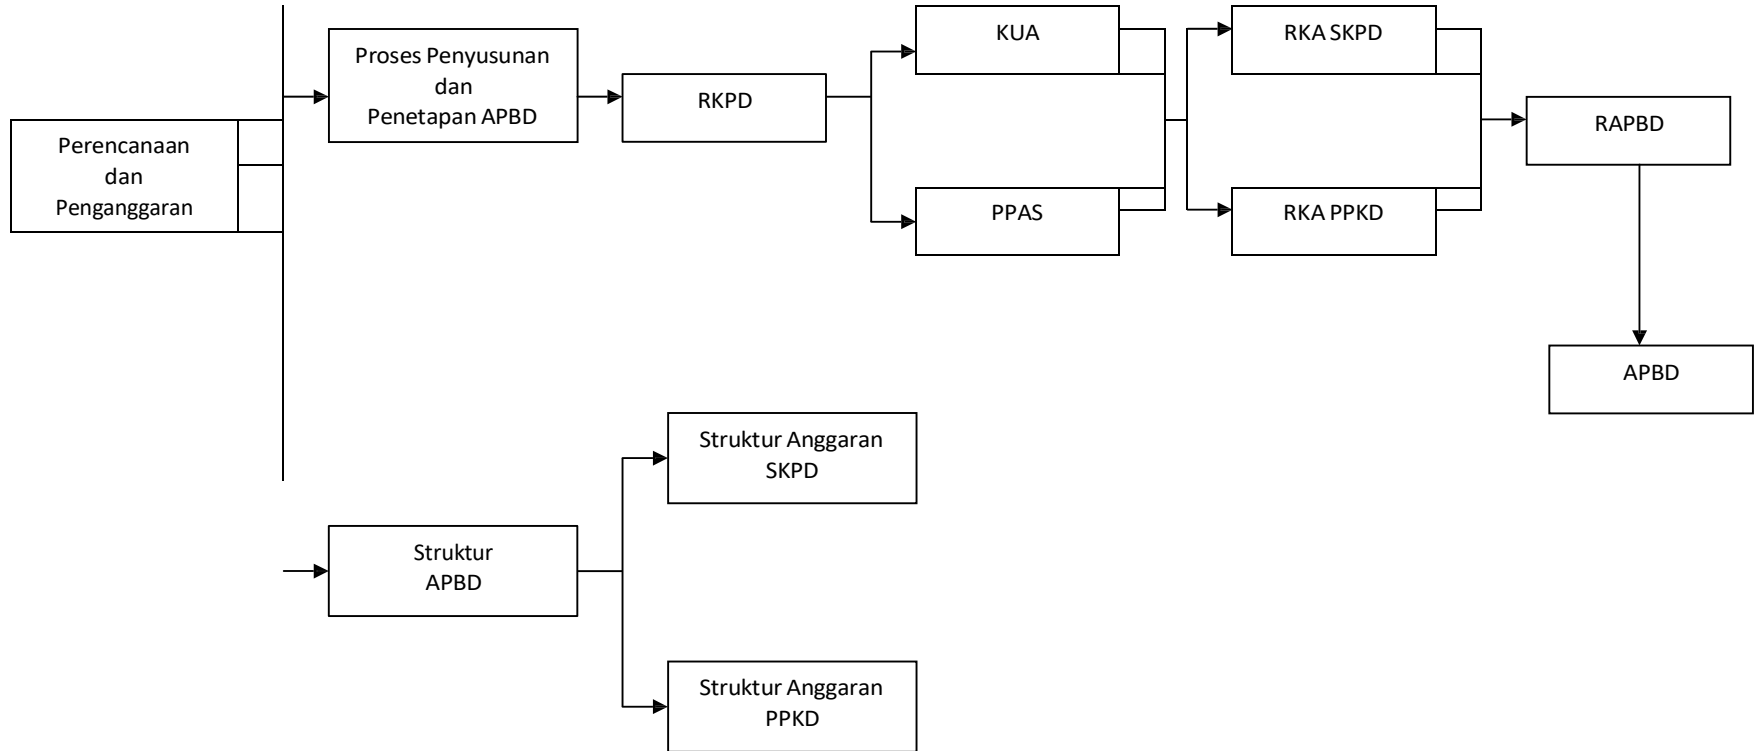 Perencanaan
dan
Penganggaran
Proses Penyusunan
dan
Penetapan APBD
RKPD
KUA
PPAS
RKA SKPD
RKA PPKD
RAPBD
APBD
Struktur
APBD
Struktur Anggaran
SKPD
Struktur Anggaran
PPKD